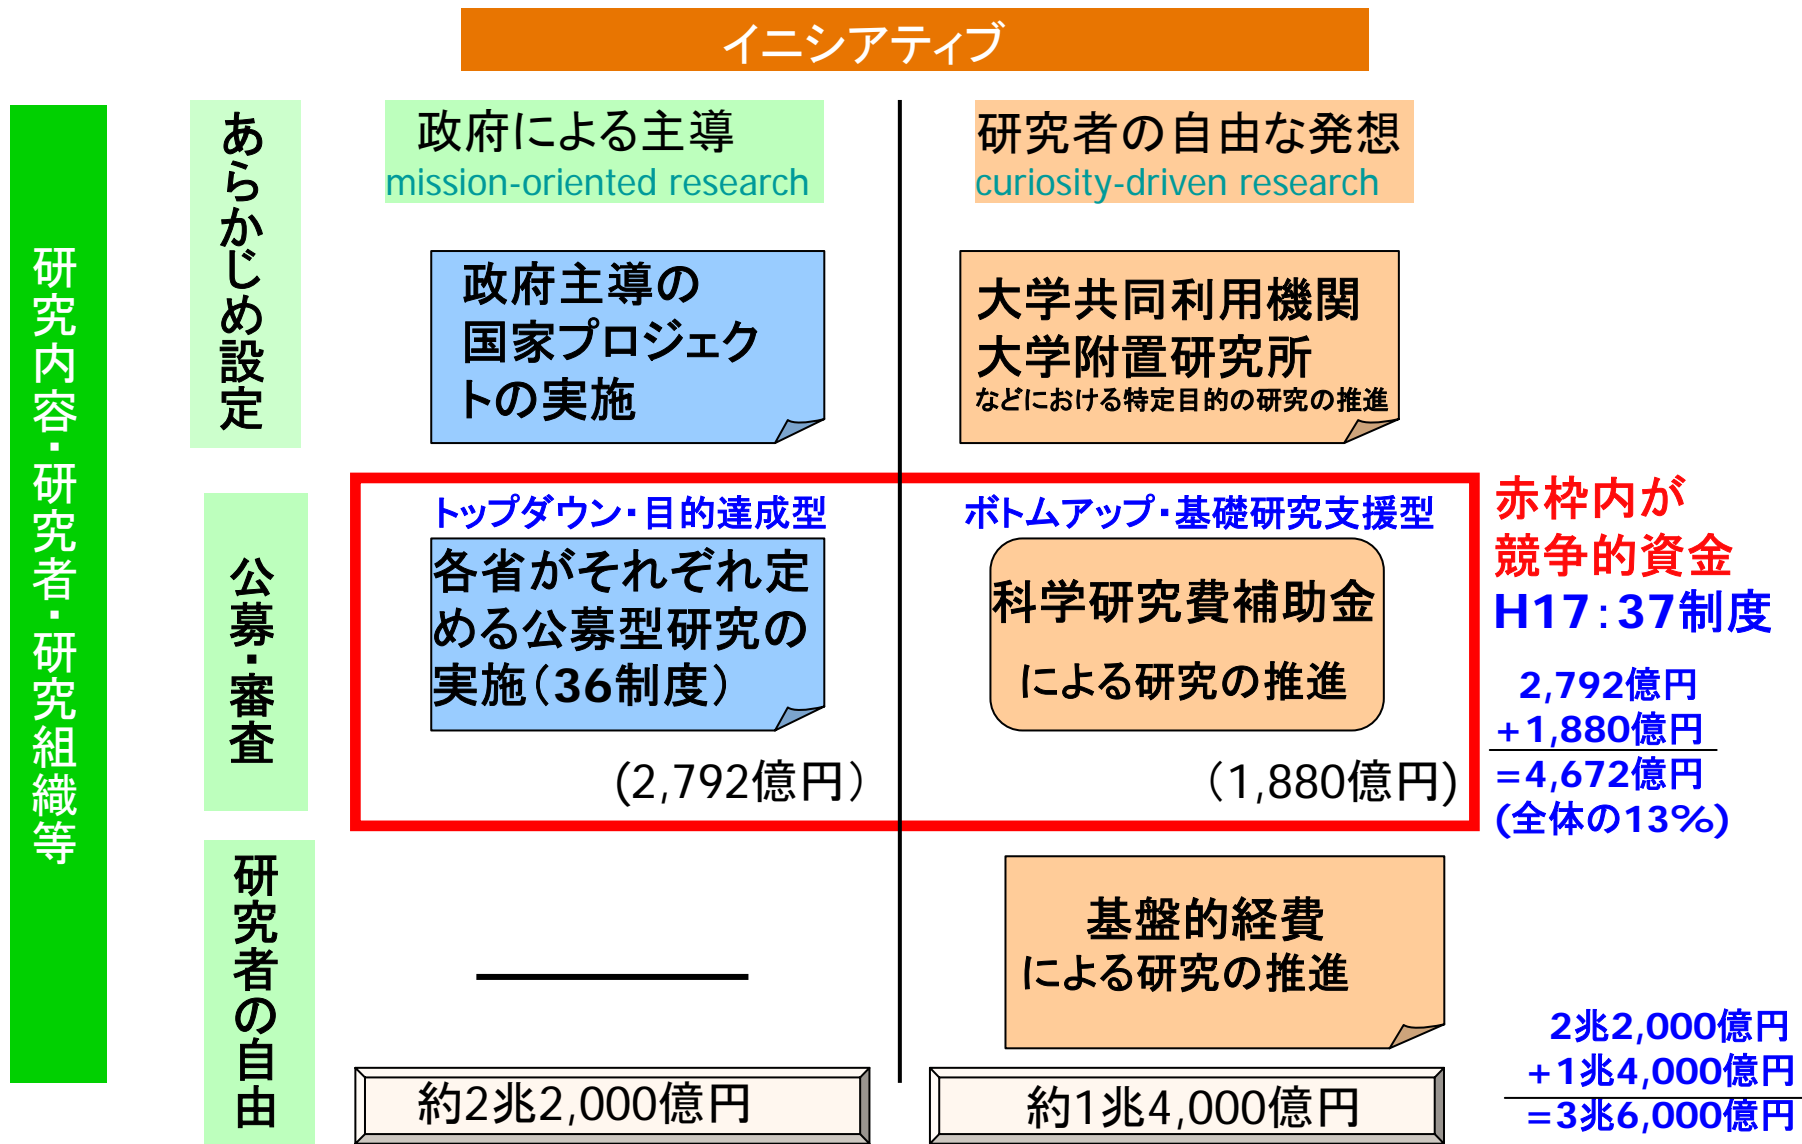 イニシアティブ
研究内容・研究者・研究組織等
あらかじめ設定
政府による主導
mission-oriented research
研究者の自由な発想
curiosity-driven research
政府主導の
国家プロジェク
トの実施
大学共同利用機関
大学附置研究所
などにおける特定目的の研究の推進
公募・審査
トップダウン・目的達成型
各省がそれぞれ定
める公募型研究の
実施（36制度）
(2,792億円）
ボトムアップ・基礎研究支援型
科学研究費補助金
による研究の推進
（1,880億円)
赤枠内が
競争的資金
H17：37制度
2,792億円
+1,880億円
=4,672億円
(全体の13%)
研究者の自由
基盤的経費
による研究の推進
約2兆2,000億円
約1兆4,000億円
2兆2,000億円
+1兆4,000億円
=3兆6,000億円